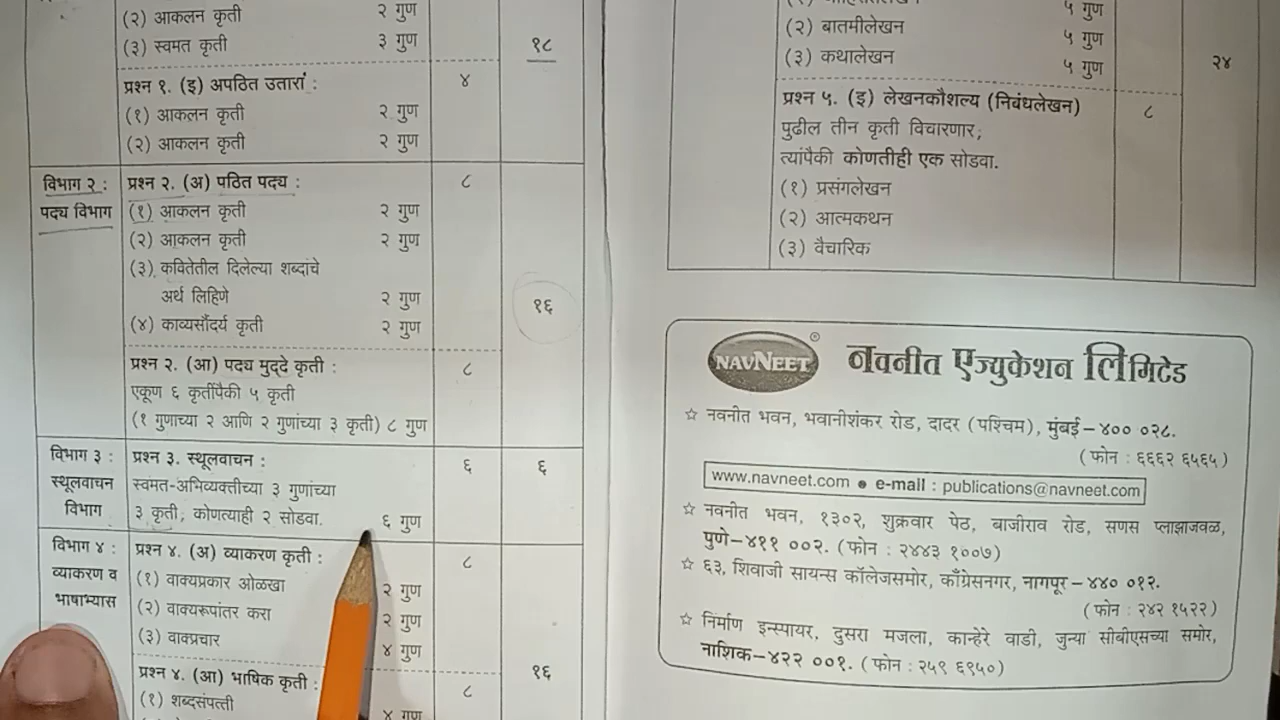 (२) आकलन कृती २ गुण
(३) स्वमत कृती ३ गुण १८
प्रश्न १. (इ) अपठित उतारा : ४
(१) आकलन कृती २ गुण
(२) आकलन कृती २ गुण
विभाग २ : प्रश्न २. (अ) पठित पद्य : ८
पद्य विभाग (१) आकलन कृती २ गुण
(२) आकलन कृती २ गुण
(३) कवितेतील दिलेल्या शब्दांचे
अर्थ लिहिणे २ गुण १६
(४) काव्यसौंदर्य कृती २ गुण
प्रश्न २. (आ) पद्य मुद्दे कृती : ८
एकूण ६ कृतींपैकी ५ कृती
(१ गुणाच्या २ आणि २ गुणांच्या ३ कृती) ८ गुण
विभाग ३ : प्रश्न ३. स्थूलवाचन : ६ ६
स्थूलवाचन स्वमत-अभिव्यक्तीच्या ३ गुणांच्या
विभाग ३ कृती; कोणत्याही २ सोडवा. ६ गुण
विभाग ४ : प्रश्न ४. (अ) व्याकरण कृती : ८
व्याकरण व (१) वाक्यप्रकार ओळखा २ गुण
भाषाभ्यास (२) वाक्यरूपांतर करा २ गुण
(३) वाक्प्रचार ४ गुण
१६
प्रश्न ४. (आ) भाषिक कृती : ८
(१) शब्दसंपत्ती ४ गुण
५ गुण
(२) बातमीलेखन ५ गुण
(३) कथालेखन ५ गुण २४
प्रश्न ५. (इ) लेखनकौशल्य (निबंधलेखन) ८
पुढील तीन कृती विचारणार;
त्यांपैकी कोणतीही एक सोडवा.
(१) प्रसंगलेखन
(२) आत्मकथन
(३) वैचारिक
NAVNEET ® नवनीत एज्युकेशन लिमिटेड
☆ नवनीत भवन, भवानीशंकर रोड, दादर (पश्चिम), मुंबई–४०० ०२८.
(फोन : ६६६२ ६५६५)
www.navneet.com ● e-mail : publications@navneet.com
☆ नवनीत भवन, १३०२, शुक्रवार पेठ, बाजीराव रोड, सणस प्लाझाजवळ,
पुणे–४११ ००२. (फोन : २४४३ १००७)
☆ ६३, शिवाजी सायन्स कॉलेजसमोर, काँग्रेसनगर, नागपूर–४४० ०१२.
(फोन : २४२ १५२२)
☆ निर्माण इन्स्पायर, दुसरा मजला, कान्हेरे वाडी, जुन्या सीबीएसच्या समोर,
नाशिक–४२२ ००१. (फोन : २५९ ६९५०)